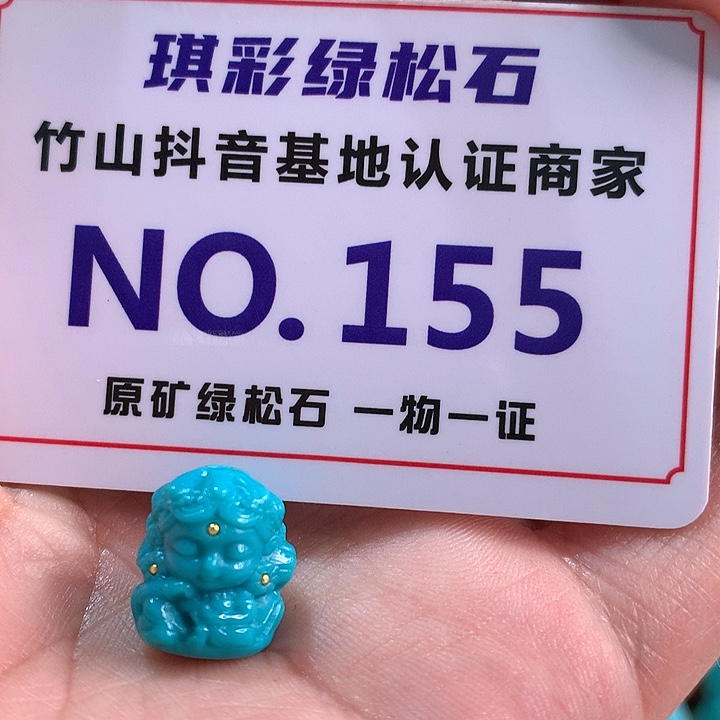 琪彩绿松石
竹山抖音基地认证商家
NO.155
原矿绿松石 一物一证